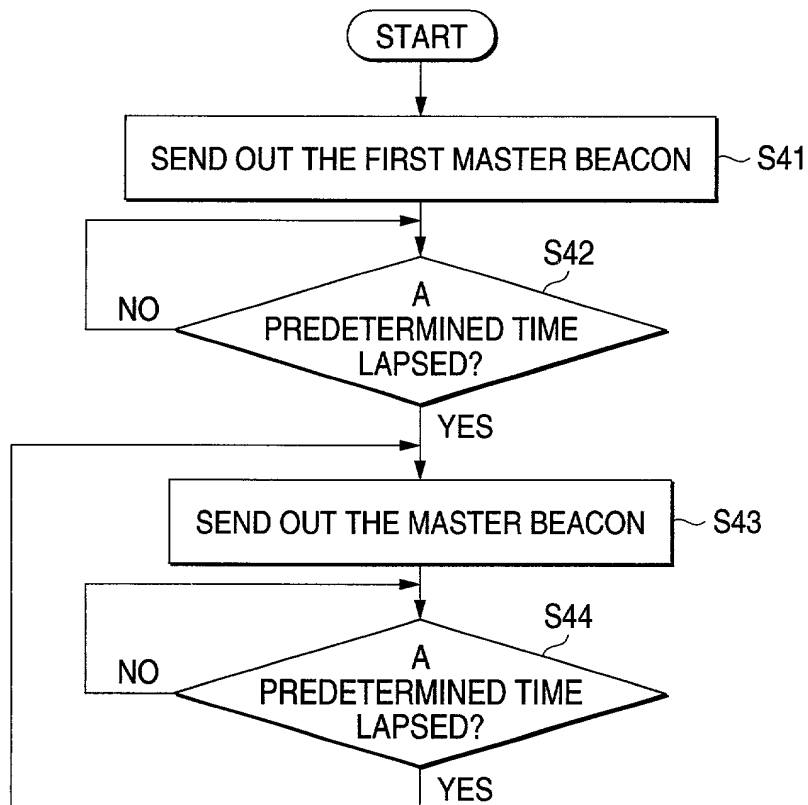 START
SEND OUT THE FIRST MASTER BEACON
S41
S42
A
PREDETERMINED TIME
LAPSED?
NO
YES
SEND OUT THE MASTER BEACON
S43
S44
A
PREDETERMINED TIME
LAPSED?
NO
YES